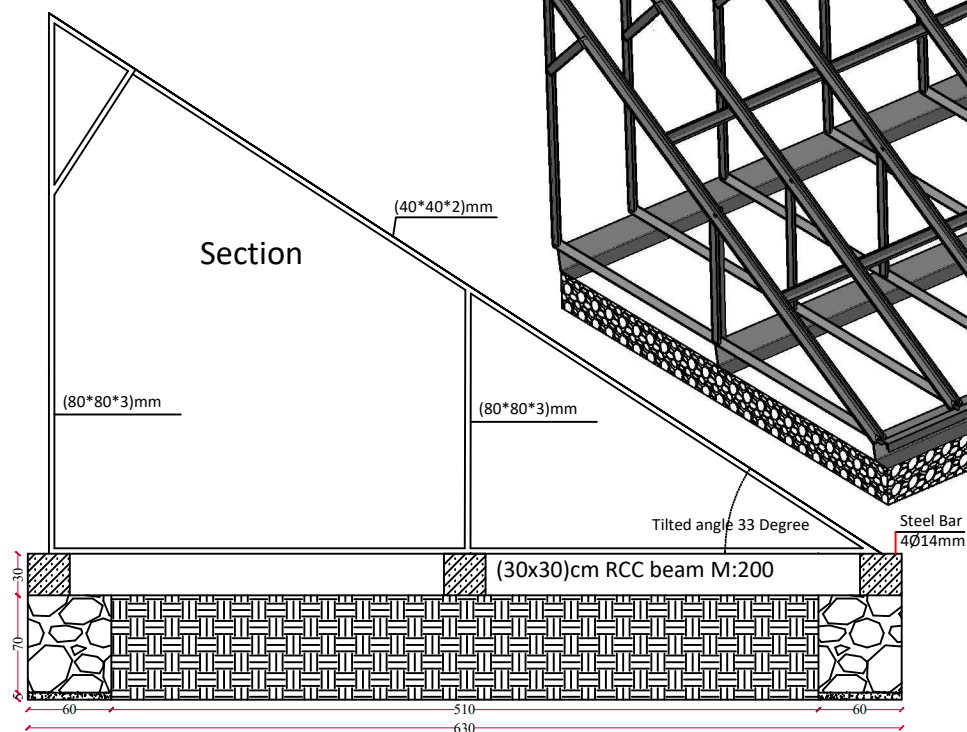 (40*40*2)mm
Section
(80*80*3)mm
(80*80*3)mm
Tilted angle 33 Degree
Steel Bar
4Ø14mm
(30x30)cm RCC beam M:200
30
70
60
510
60
630